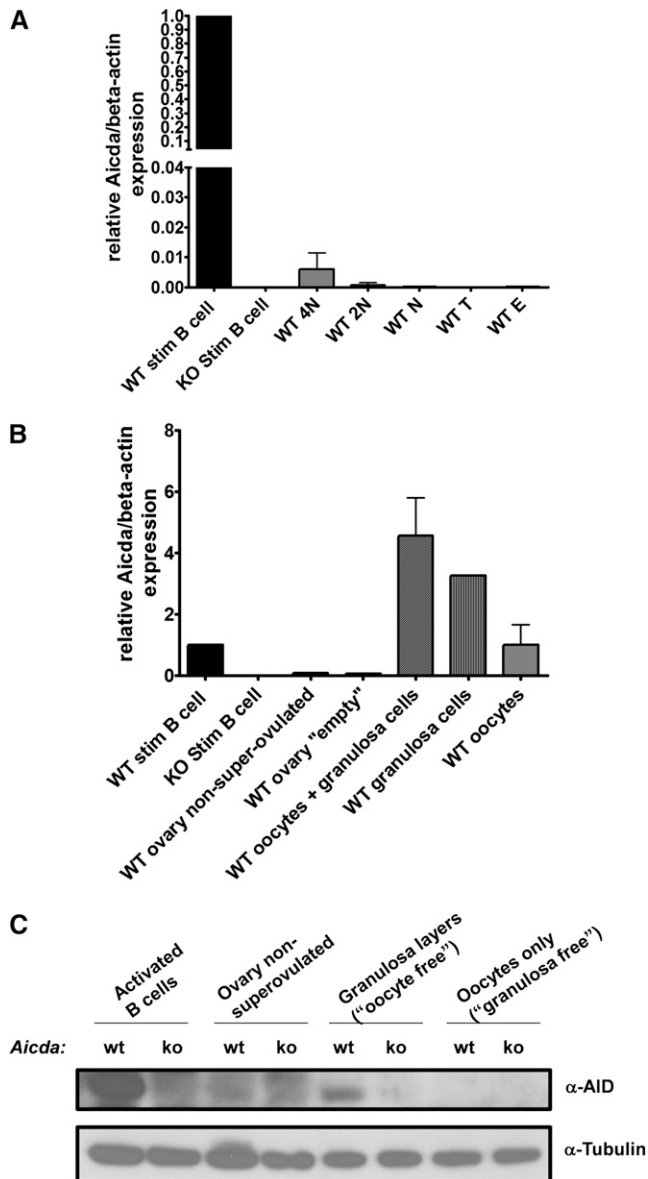 A
relative Aicda/beta-actin
expression
1.0
0.9
0.8
0.7
0.6
0.5
0.4
0.3
0.2
0.1
0.04
0.03
0.02
0.01
0.00
WT stim B cell
KO Stim B cell
WT 4N
WT 2N
WT N
WT T
WT E
B
relative Aicda/beta-actin
expression
8
6
4
2
0
WT stim B cell
KO Stim B cell
WT ovary non-super-ovulated
WT ovary "empty"
WT oocytes + granulosa cells
WT granulosa cells
WT oocytes
C
Activated
B cells
Ovary non-
superovulated
Granulosa layers
(“oocyte free”)
Oocytes only
(“granulosa free”)
Aicda: wt ko wt ko wt ko wt ko
α-AID
α-Tubulin